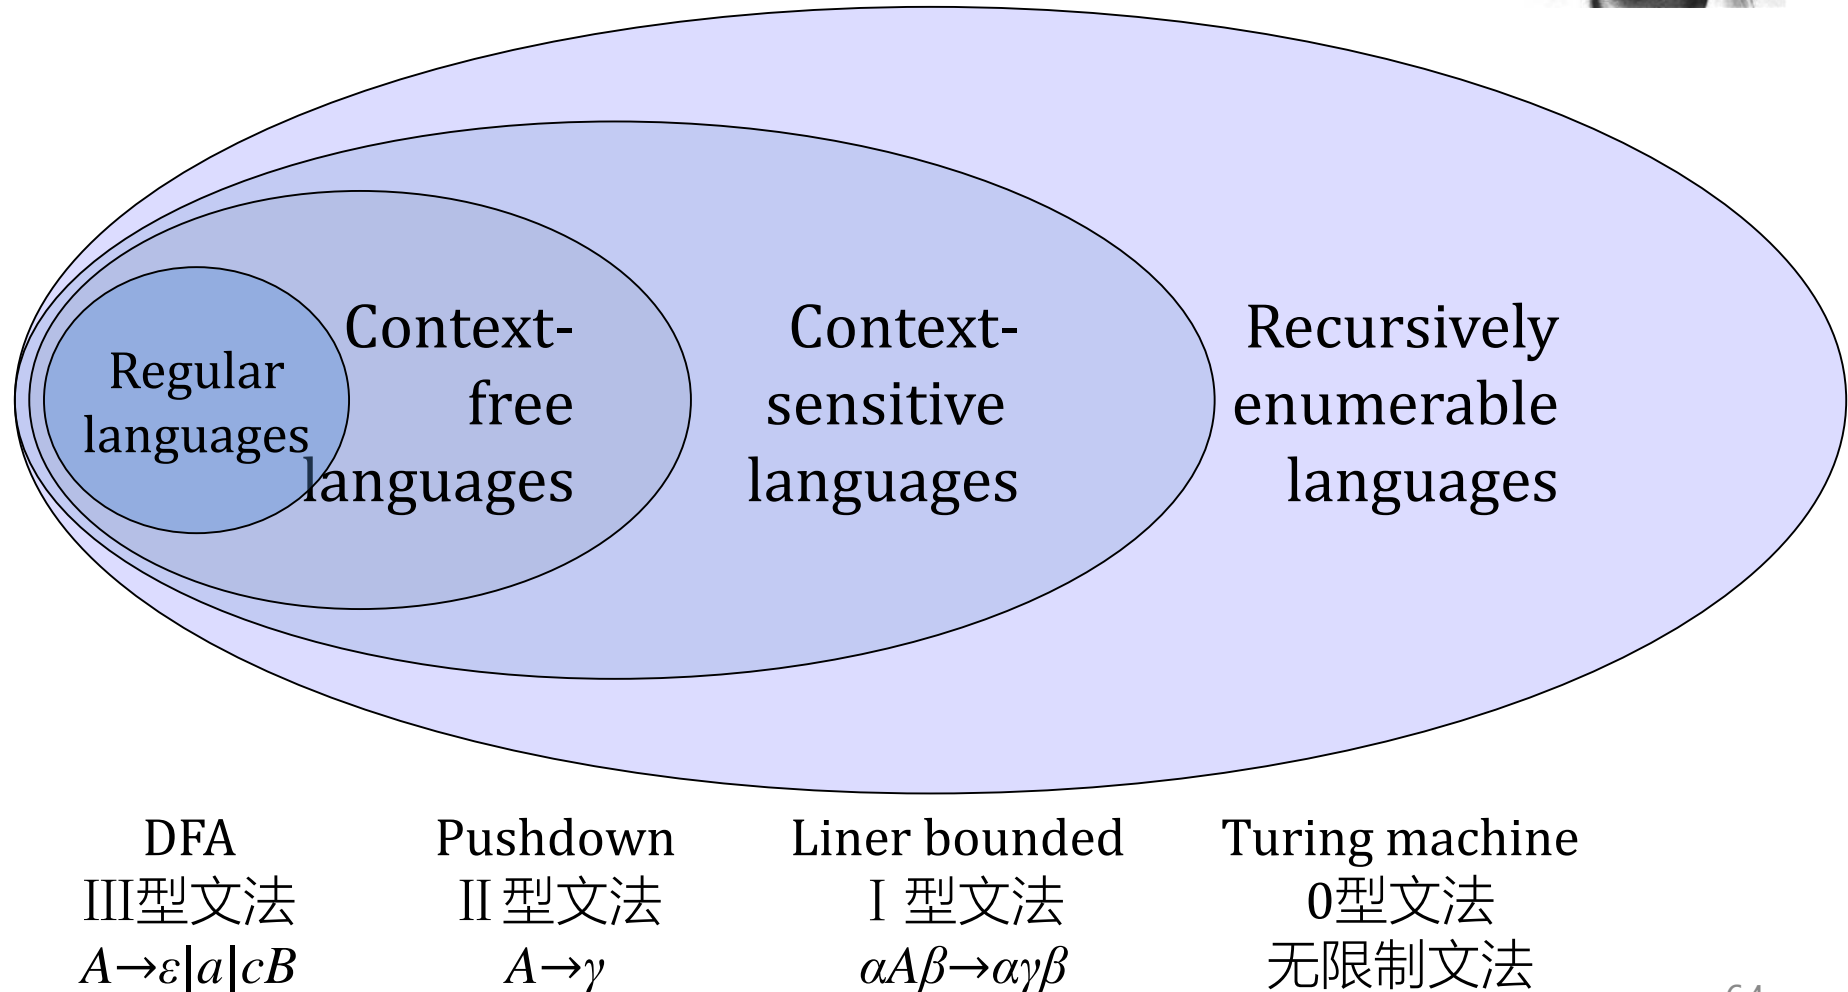 Regular
languages
Context-
free
languages
Context-
sensitive
languages
Recursively
enumerable
languages
DFA
III型文法
A→ε|a|cB
Pushdown
II 型文法
A→γ
Liner bounded
I 型文法
αAβ→αγβ
Turing machine
0型文法
无限制文法